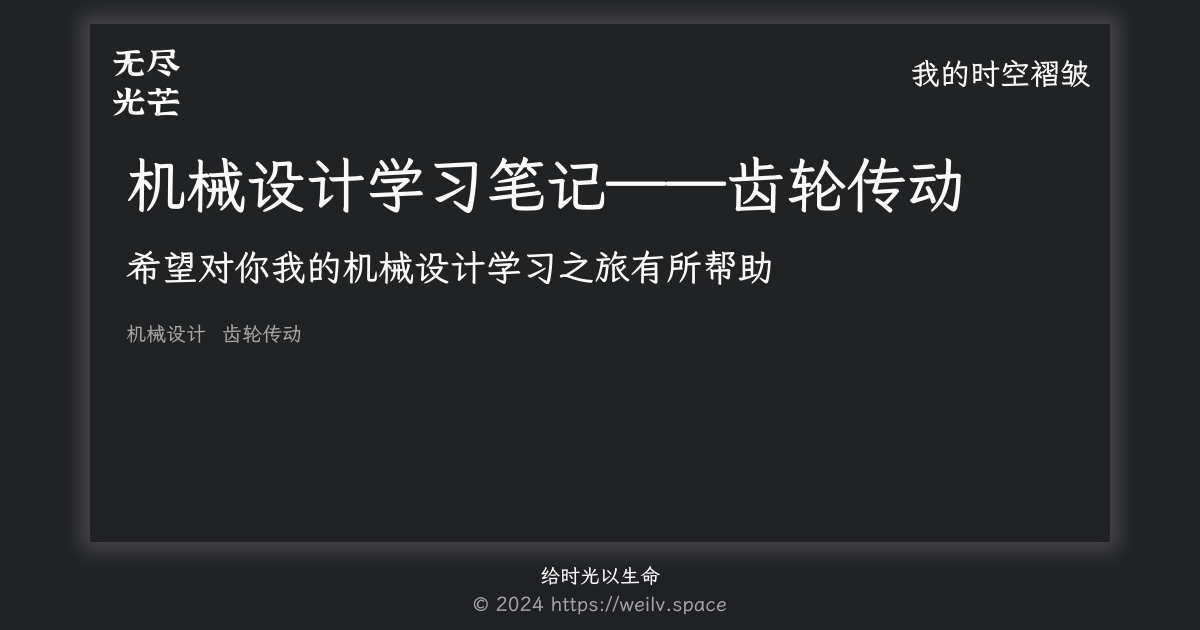 无尽
光芒
我的时空褶皱
机械设计学习笔记——齿轮传动
希望对你我的机械设计学习之旅有所帮助
机械设计 齿轮传动
给时光以生命
© 2024 https://weilv.space